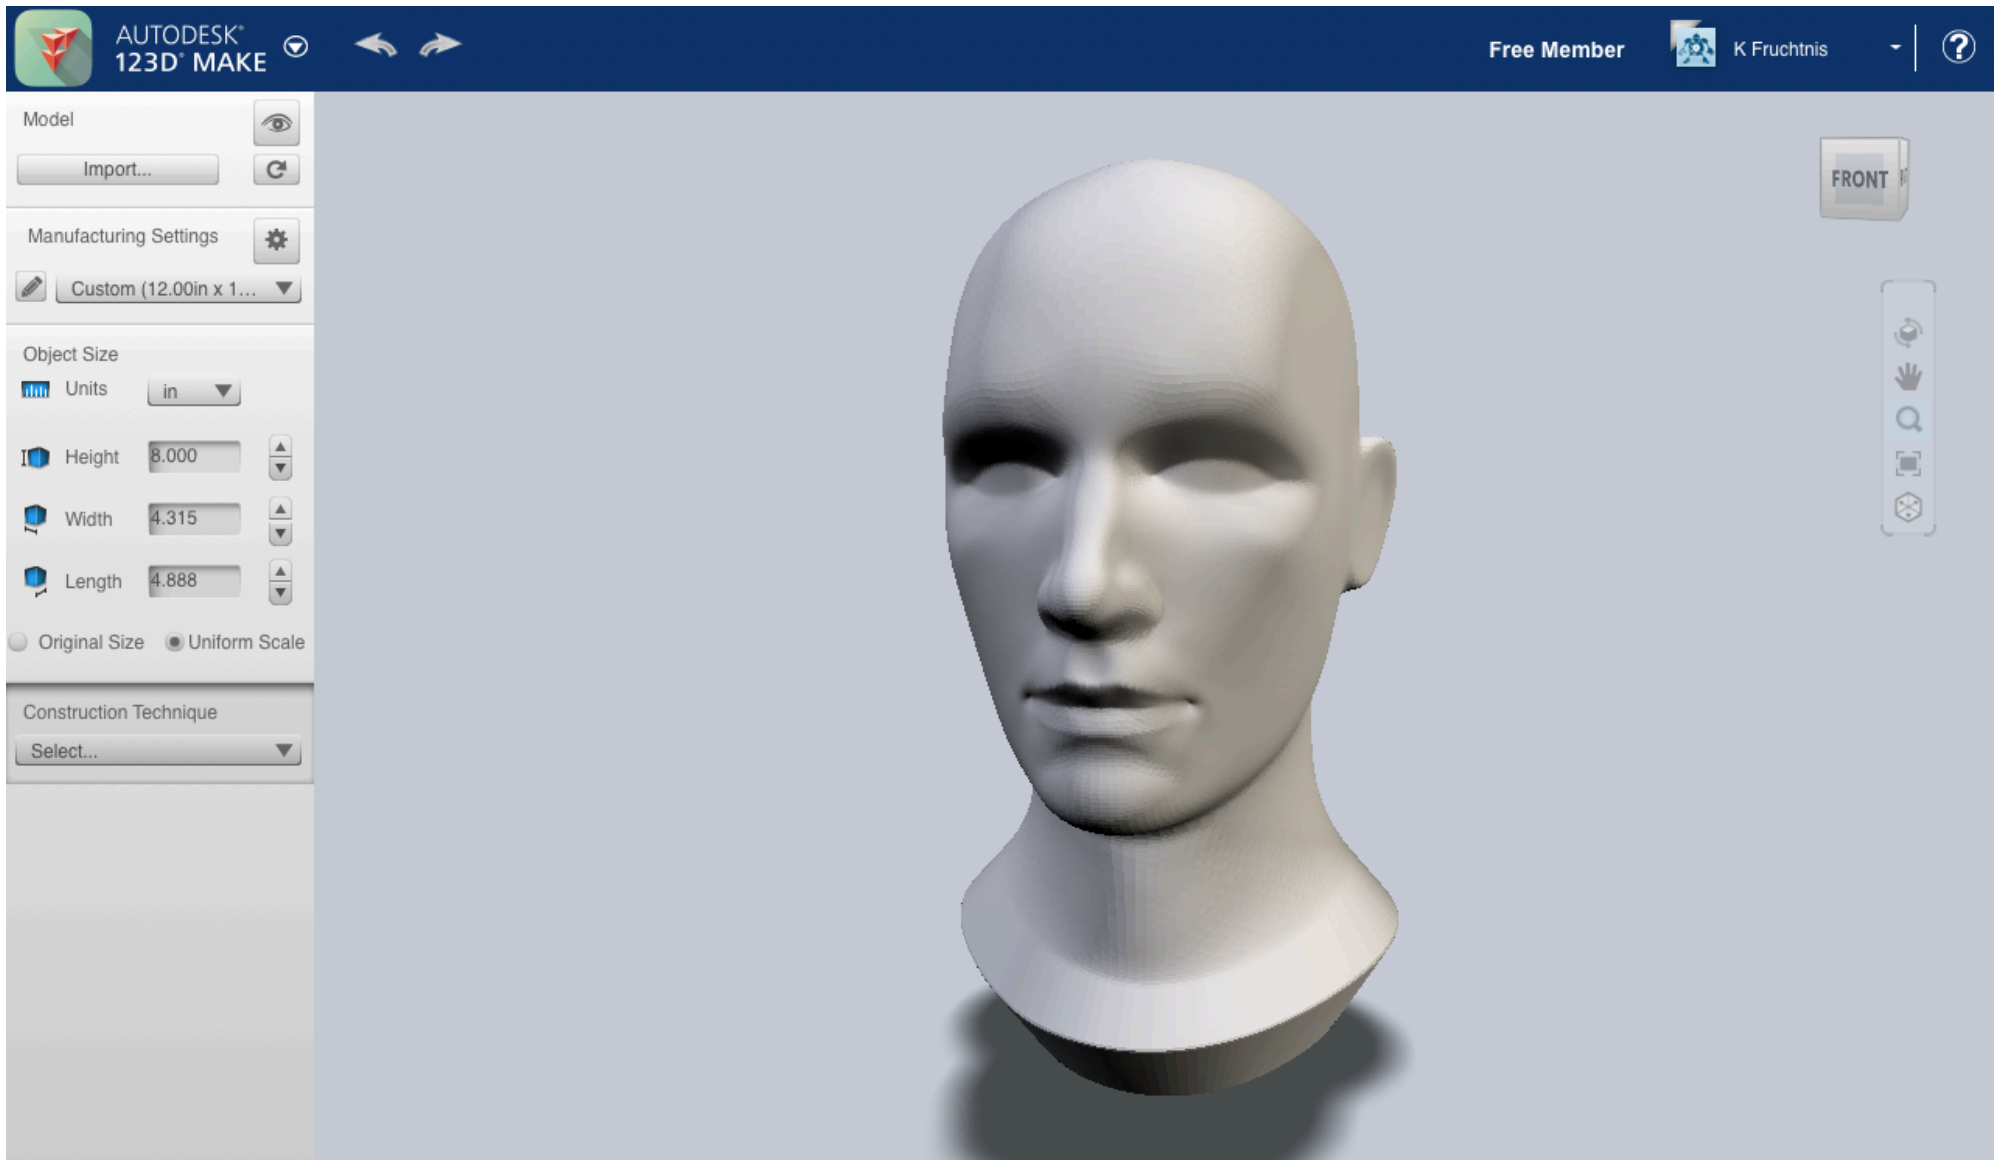 AUTODESK®
123D® MAKE
Free Member
K Fruchtnis
?
Model
Import...
Manufacturing Settings
Custom (12.00in x 1...
Object Size
Units
in
Height
8.000
Width
4.315
Length
4.888
Original Size
Uniform Scale
Construction Technique
Select...
FRONT